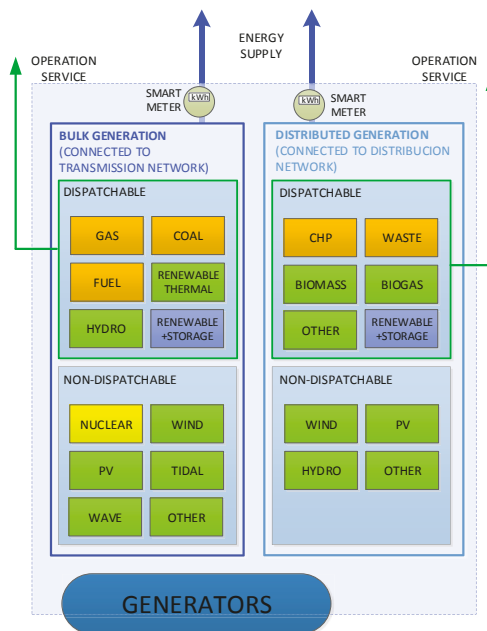 OPERATION
SERVICE
ENERGY
SUPPLY
OPERATION
SERVICE
SMART
METER
kWh
kWh
SMART
METER
BULK GENERATION
(CONNECTED TO
TRANSMISSION NETWORK)
DISPATCHABLE
GAS
COAL
FUEL
RENEWABLE
THERMAL
HYDRO
RENEWABLE
+STORAGE
NON-DISPATCHABLE
NUCLEAR
WIND
PV
TIDAL
WAVE
OTHER
DISTRIBUTED GENERATION
(CONNECTED TO DISTRIBUCION
NETWORK)
DISPATCHABLE
CHP
WASTE
BIOMASS
BIOGAS
OTHER
RENEWABLE
+STORAGE
NON-DISPATCHABLE
WIND
PV
HYDRO
OTHER
GENERATORS